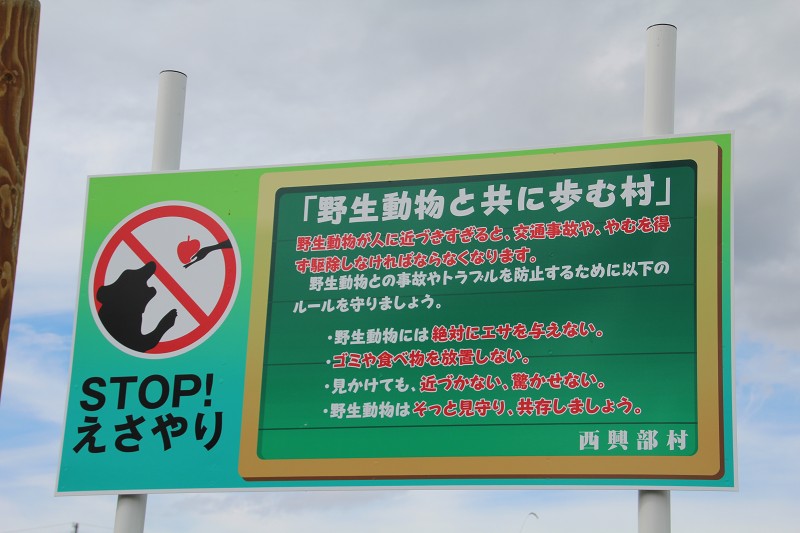 「野生動物と共に歩む村」
野生動物が人に近づきすぎると、交通事故や、やむを得
ず駆除しなければならなくなります。
野生動物との事故やトラブルを防止するために以下の
ルールを守りましょう。
・野生動物には絶対にエサを与えない。
・ゴミや食べ物を放置しない。
・見かけても、近づかない、驚かせない。
・野生動物はそっと見守り、共存しましょう。
西興部村
STOP!
えさやり